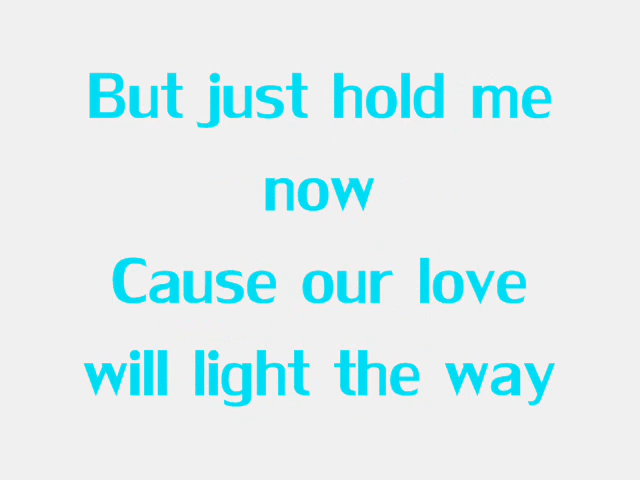 But just hold me
now
Cause our love
will light the way